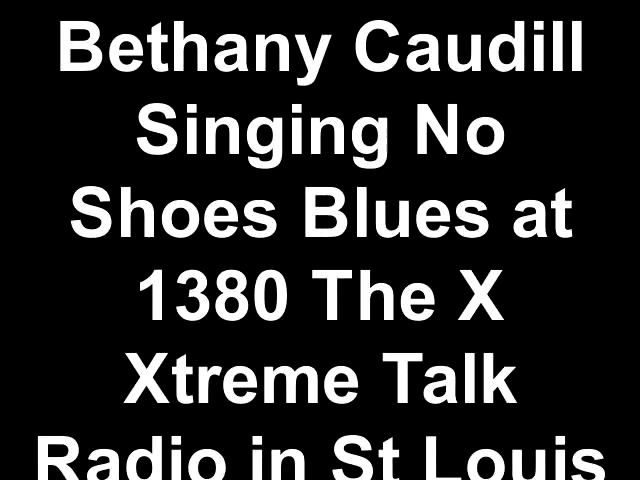 Bethany Caudill
Singing No
Shoes Blues at
1380 The X
Xtreme Talk
Radio in St Louis